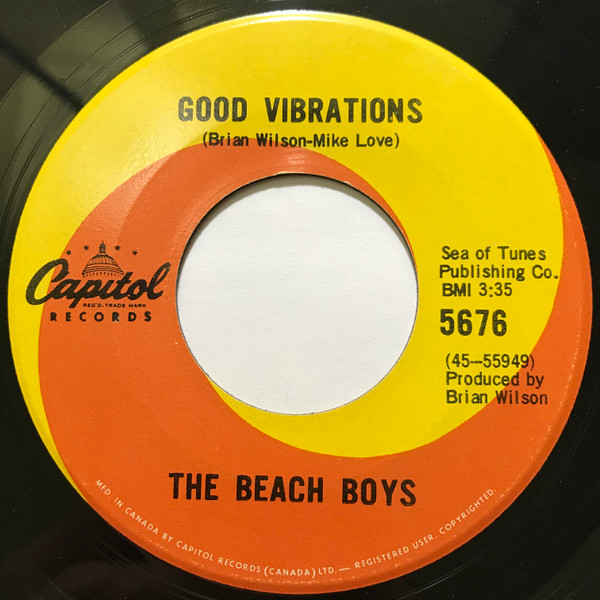 GOOD VIBRATIONS
(Brian Wilson-Mike Love)
Capitol
REG'D. TRADE MARK
RECORDS
Sea of Tunes
Publishing Co.
BMI 3:35
5676
(45-55949)
Produced by
Brian Wilson
THE BEACH BOYS
MFD. IN CANADA BY CAPITOL RECORDS (CANADA) LTD. — REGISTERED USER. COPYRIGHTED.